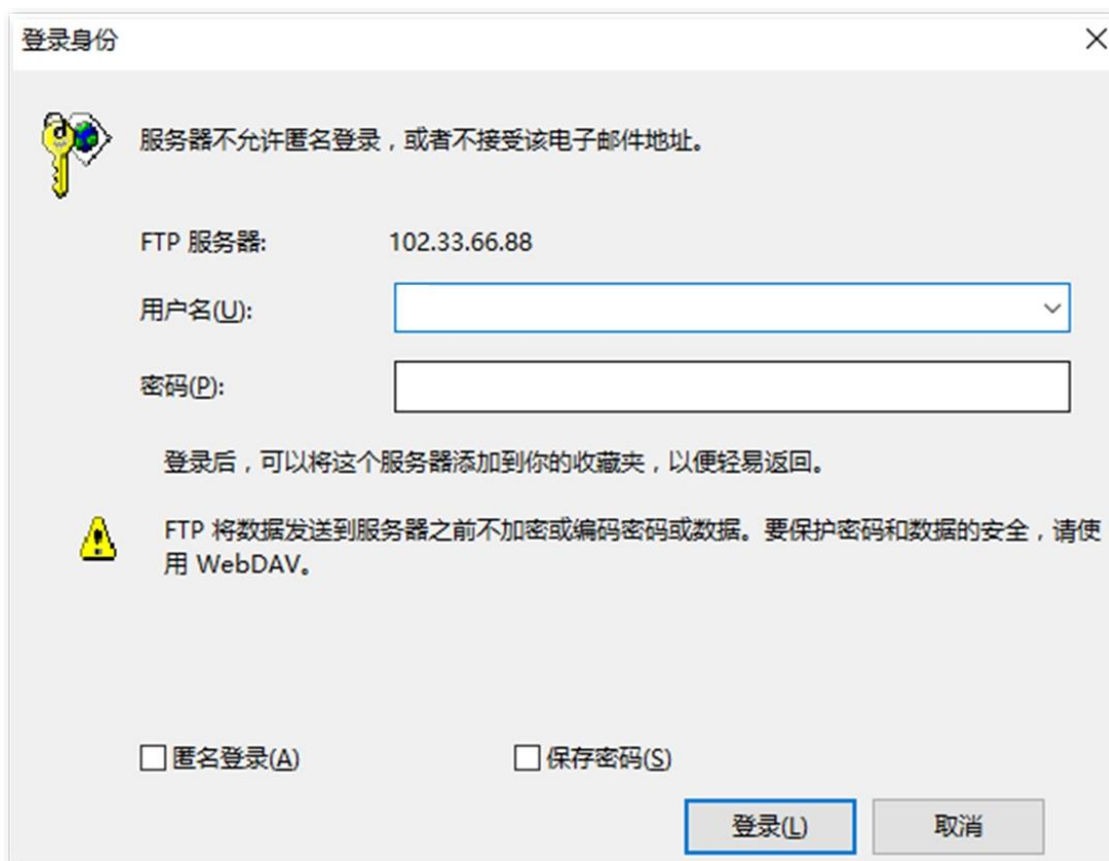 登录身份
服务器不允许匿名登录，或者不接受该电子邮件地址。
FTP 服务器: 102.33.66.88
用户名(U):
密码(P):
登录后，可以将这个服务器添加到你的收藏夹，以便轻易返回。
FTP 将数据发送到服务器之前不加密或编码密码或数据。要保护密码和数据的安全，请使
用 WebDAV。
匿名登录(A) 保存密码(S)
登录(L) 取消